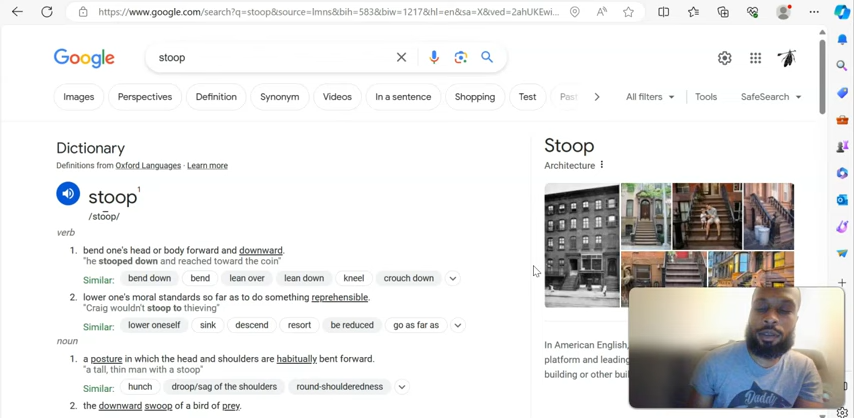 https://www.google.com/search?q=stoop&source=lmns&bih=583&biw=1217&hl=en&sa=X&ved=2ahUKEwi...
Google
stoop
Images
Perspectives
Definition
Synonym
Videos
In a sentence
Shopping
Test
Past
All filters
Tools
SafeSearch
Dictionary
Definitions from Oxford Languages · Learn more
stoop¹
/sto͞op/
verb
1. bend one's head or body forward and downward.
"he stooped down and reached toward the coin"
Similar: bend down bend lean over lean down kneel crouch down
2. lower one's moral standards so far as to do something reprehensible.
"Craig wouldn't stoop to thieving"
Similar: lower oneself sink descend resort be reduced go as far as
noun
1. a posture in which the head and shoulders are habitually bent forward.
"a tall, thin man with a stoop"
Similar: hunch droop/sag of the shoulders round-shoulderedness
2. the downward swoop of a bird of prey.
Stoop
Architecture
In American English,
platform and leading
building or other bui
Daddy